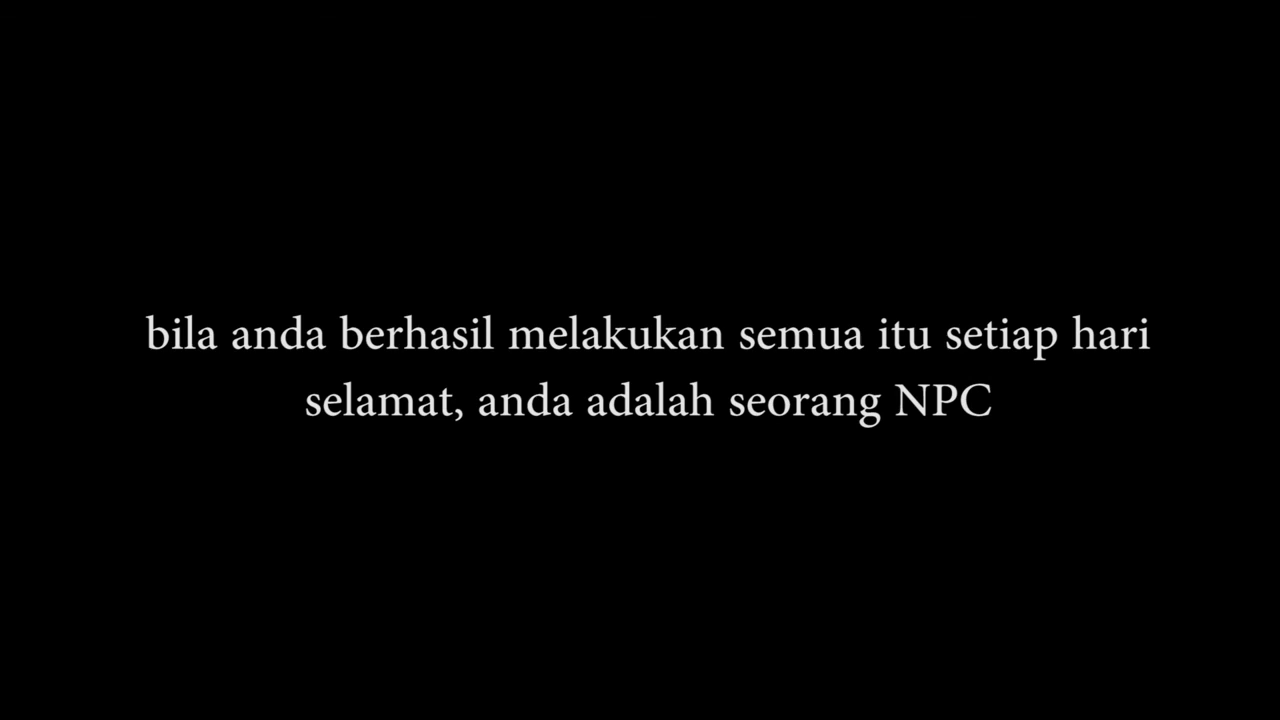 bila anda berhasil melakukan semua itu setiap hari
selamat, anda adalah seorang NPC